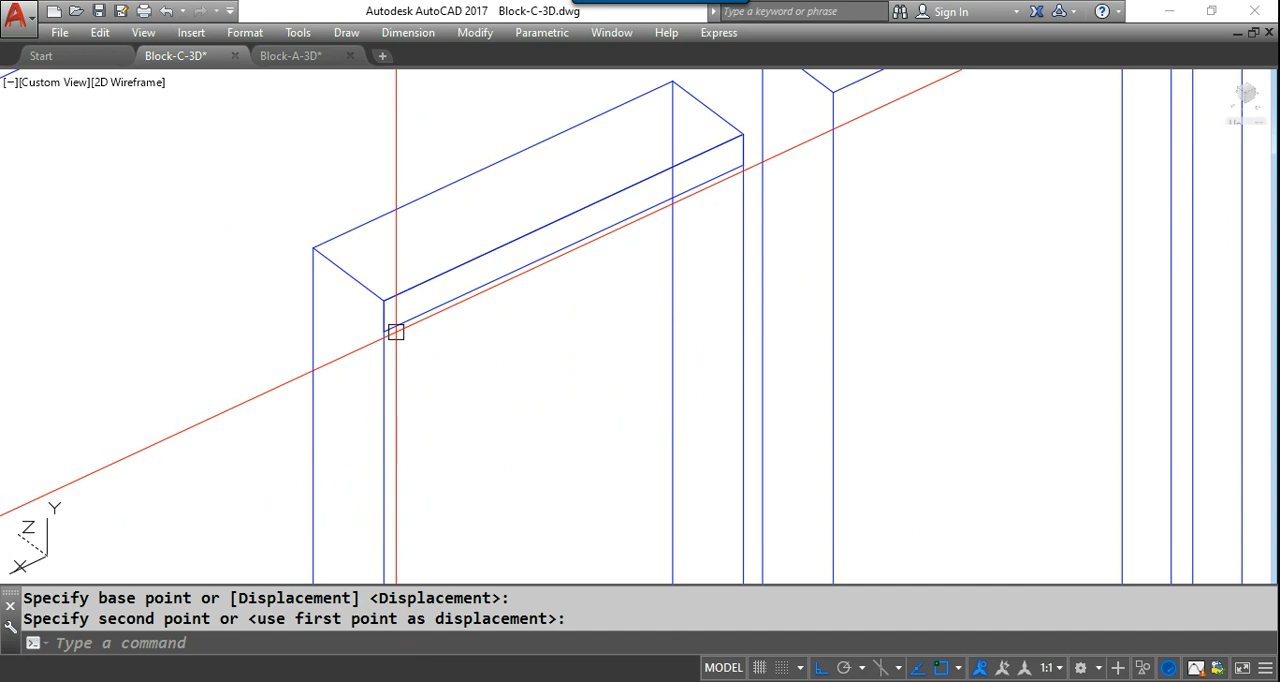 Autodesk AutoCAD 2017 Block-C-3D.dwg
Type a keyword or phrase
Sign In
File Edit View Insert Format Tools Draw Dimension Modify Parametric Window Help Express
Start Block-C-3D* Block-A-3D*
[−][Custom View][2D Wireframe]
Y
Z
X
Specify base point or [Displacement] <Displacement>:
Specify second point or <use first point as displacement>:
Type a command
MODEL 1:1